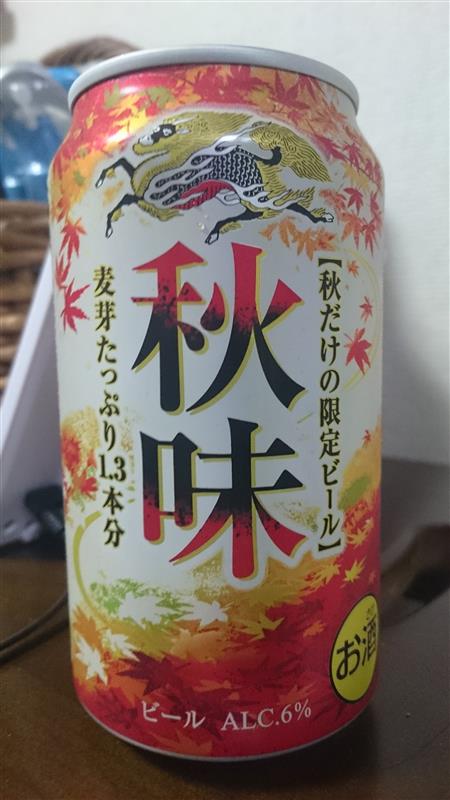 【秋だけの限定ビール】
秋味
麦芽たっぷり1.3本分
お酒
ビール ALC.6%